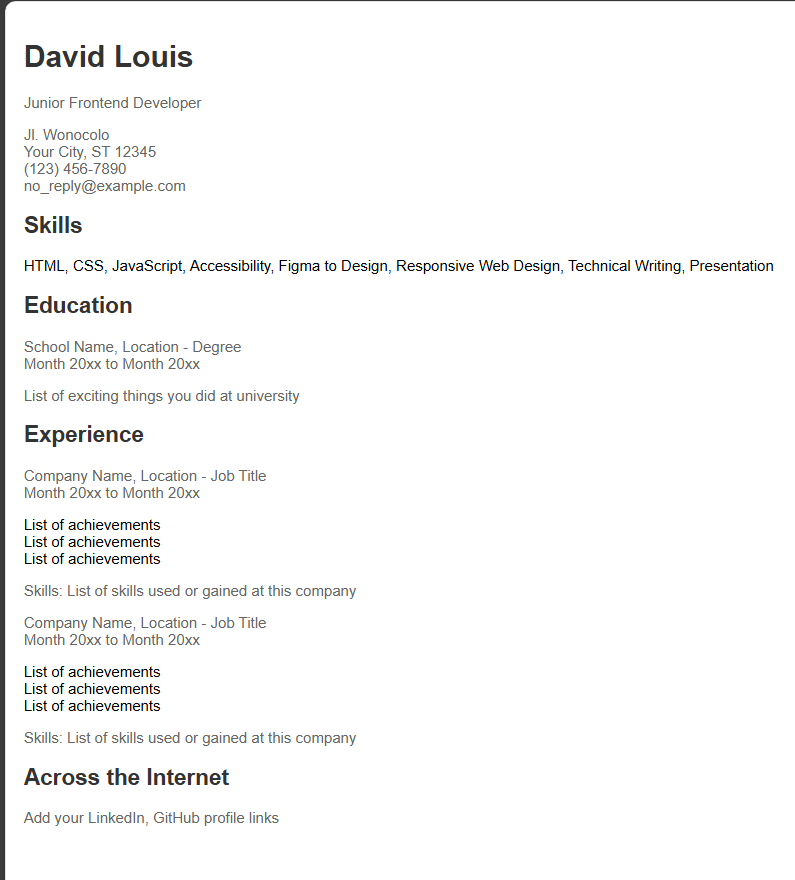 David Louis
Junior Frontend Developer
Jl. Wonocolo
Your City, ST 12345
(123) 456-7890
no_reply@example.com
Skills
HTML, CSS, JavaScript, Accessibility, Figma to Design, Responsive Web Design, Technical Writing, Presentation
Education
School Name, Location - Degree
Month 20xx to Month 20xx
List of exciting things you did at university
Experience
Company Name, Location - Job Title
Month 20xx to Month 20xx
List of achievements
List of achievements
List of achievements
Skills: List of skills used or gained at this company
Company Name, Location - Job Title
Month 20xx to Month 20xx
List of achievements
List of achievements
List of achievements
Skills: List of skills used or gained at this company
Across the Internet
Add your LinkedIn, GitHub profile links